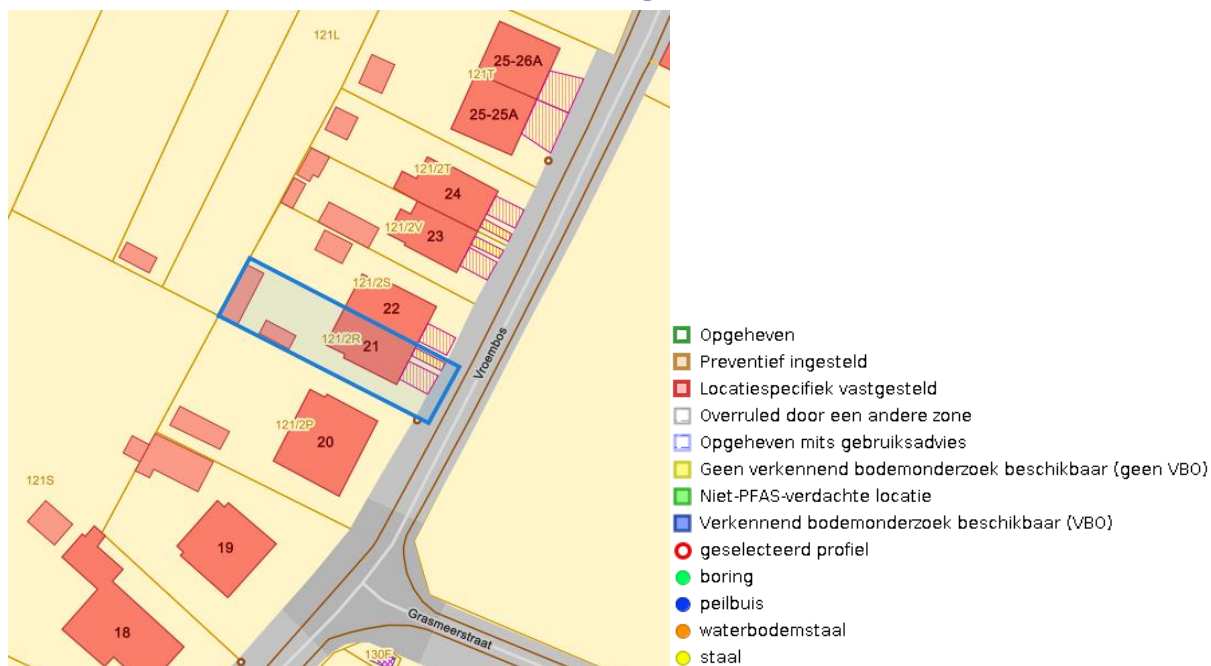 121L
25-26A
121T
25-25A
121/2T
24
121/2V
23
121/2S
22
121/2R
21
Vroembos
121/2P
20
121S
19
18
Grasmeerstraat
130F
Opgeheven
Preventief ingesteld
Locatiespecifiek vastgesteld
Overruled door een andere zone
Opgeheven mits gebruiksadvies
Geen verkennend bodemonderzoek beschikbaar (geen VBO)
Niet-PFAS-verdachte locatie
Verkennend bodemonderzoek beschikbaar (VBO)
geselecteerd profiel
boring
peilbuis
waterbodemstaal
staal